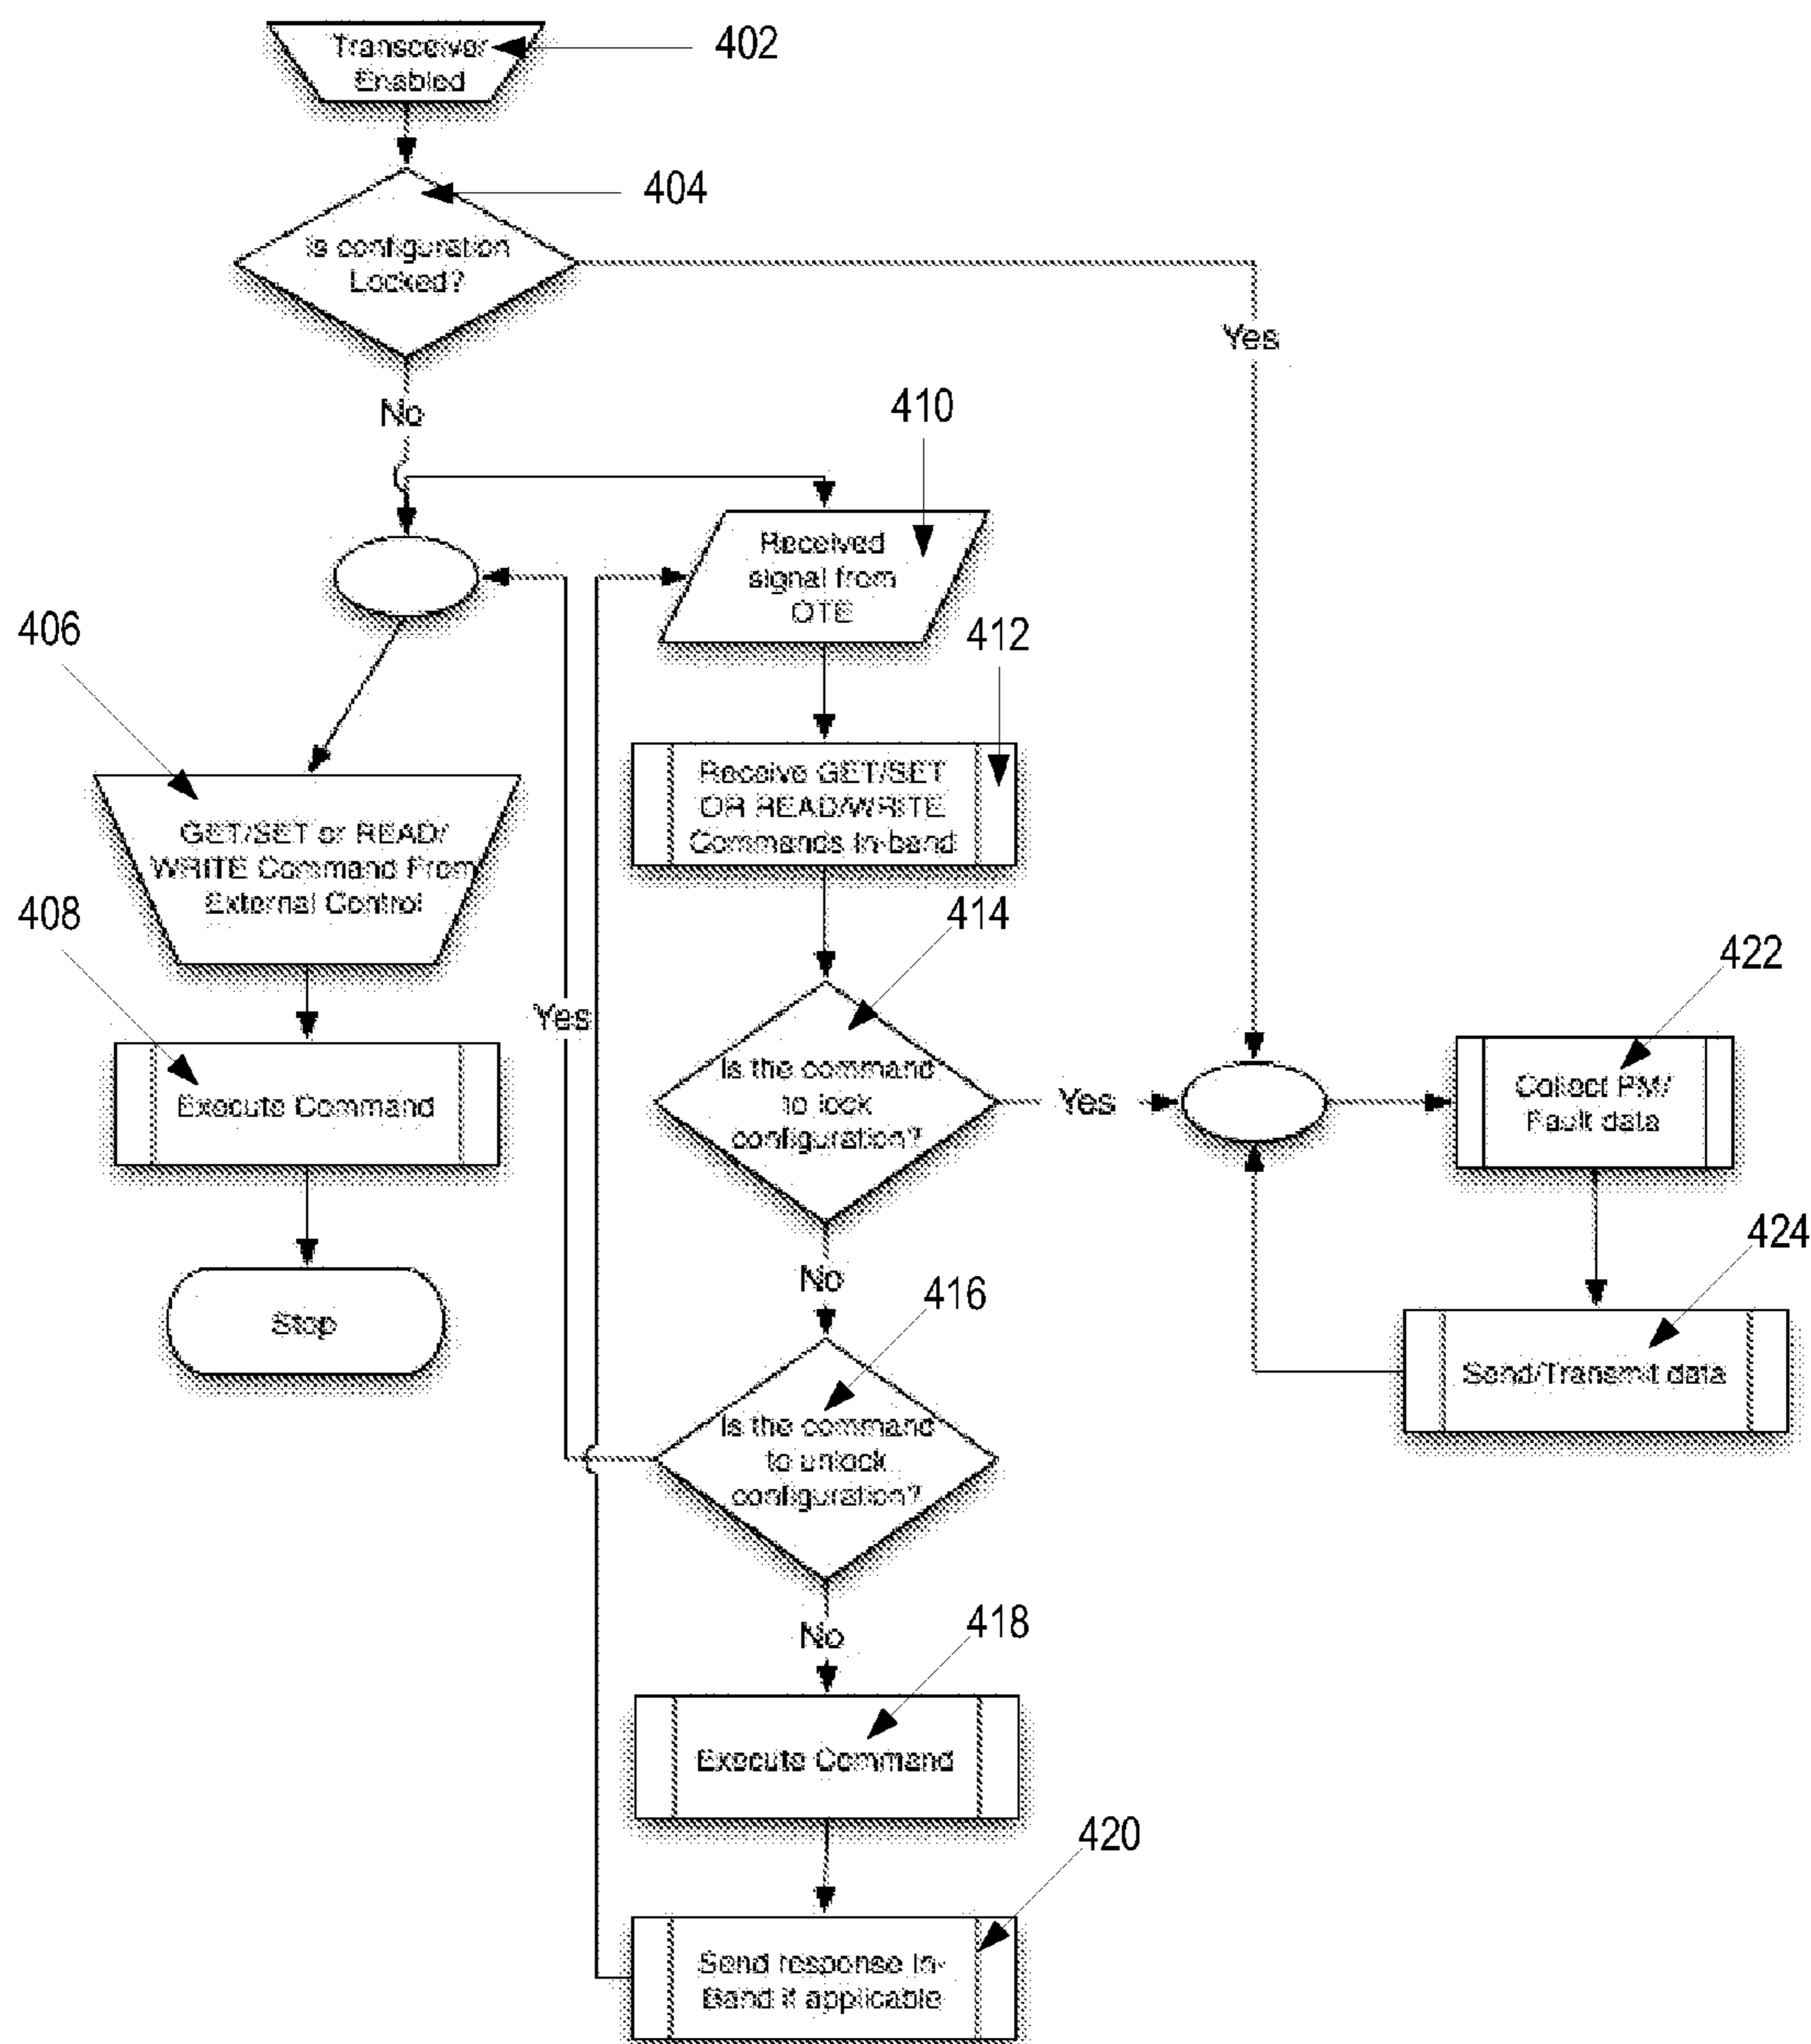 Transceiver
Enabled
402
404
Is configuration
Locked?
Yes
No
410
Received
signal from
OTE
406
412
Receive GET/SET
OR READ/WRITE
Commands In-band
GET/SET or READ/
WRITE Command From
External Control
408
414
422
Yes
Execute Command
Is the command
to lock
configuration?
Yes
Collect PM/
Fault data
424
No
416
Stop
Send/Transmit data
Is the command
to unlock
configuration?
No
418
Execute Command
420
Send response In-
Band if applicable